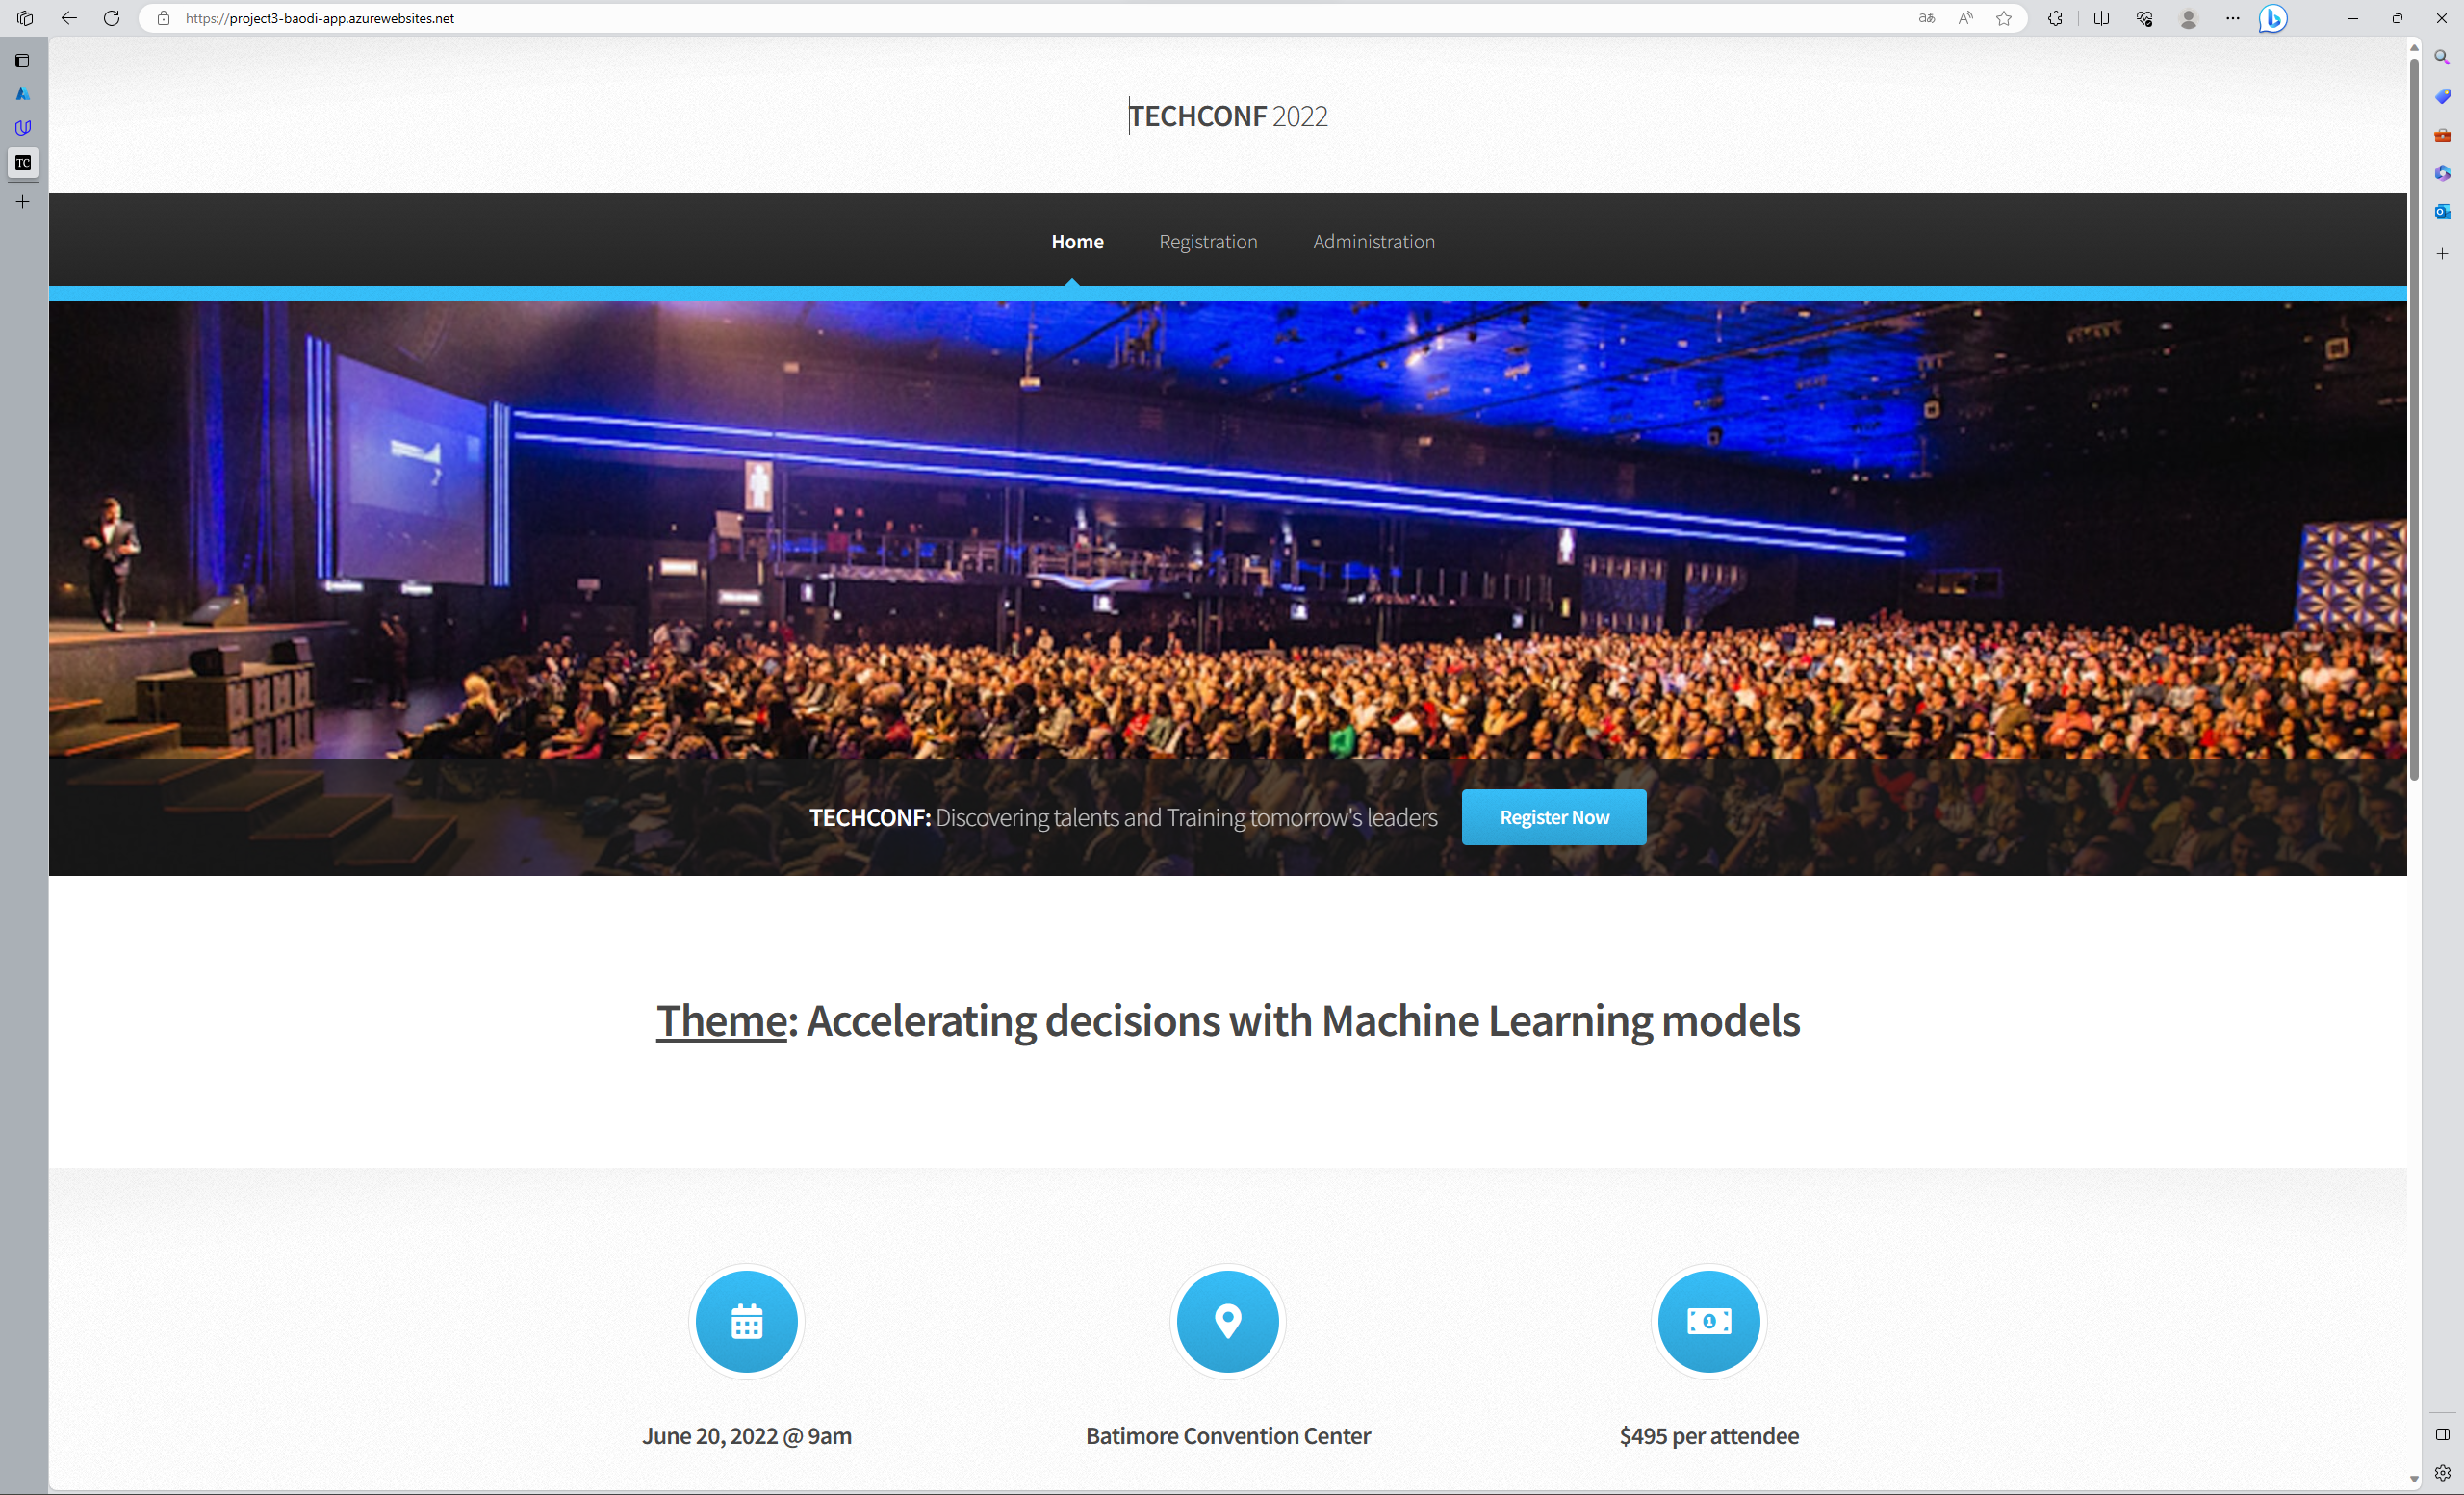 https://project3-baodi-app.azurewebsites.net
TC
TECHCONF 2022
Home Registration Administration
TECHCONF: Discovering talents and Training tomorrow's leaders Register Now
Theme: Accelerating decisions with Machine Learning models
June 20, 2022 @ 9am Batimore Convention Center $495 per attendee